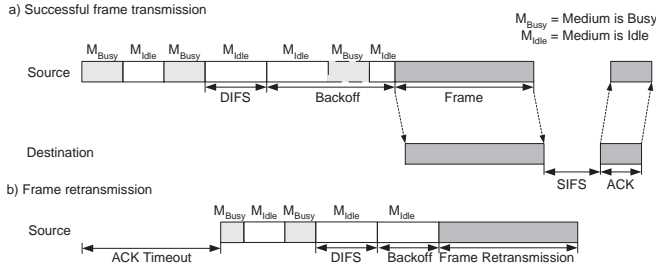 a) Successful frame transmission
M_Busy = Medium is Busy
M_Idle = Medium is Idle
M_Busy M_Idle M_Busy M_Idle M_Idle M_Busy M_Idle
Source
DIFS Backoff Frame
Destination
SIFS ACK
b) Frame retransmission
M_Busy M_Idle M_Busy M_Idle M_Idle
Source
ACK Timeout DIFS Backoff Frame Retransmission